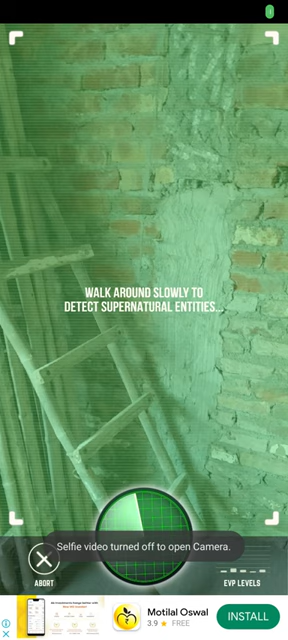 WALK AROUND SLOWLY TO
DETECT SUPERNATURAL ENTITIES...
Selfie video turned off to open Camera.
ABORT
EVP LEVELS
Motilal Oswal
3.9 ★ FREE
INSTALL